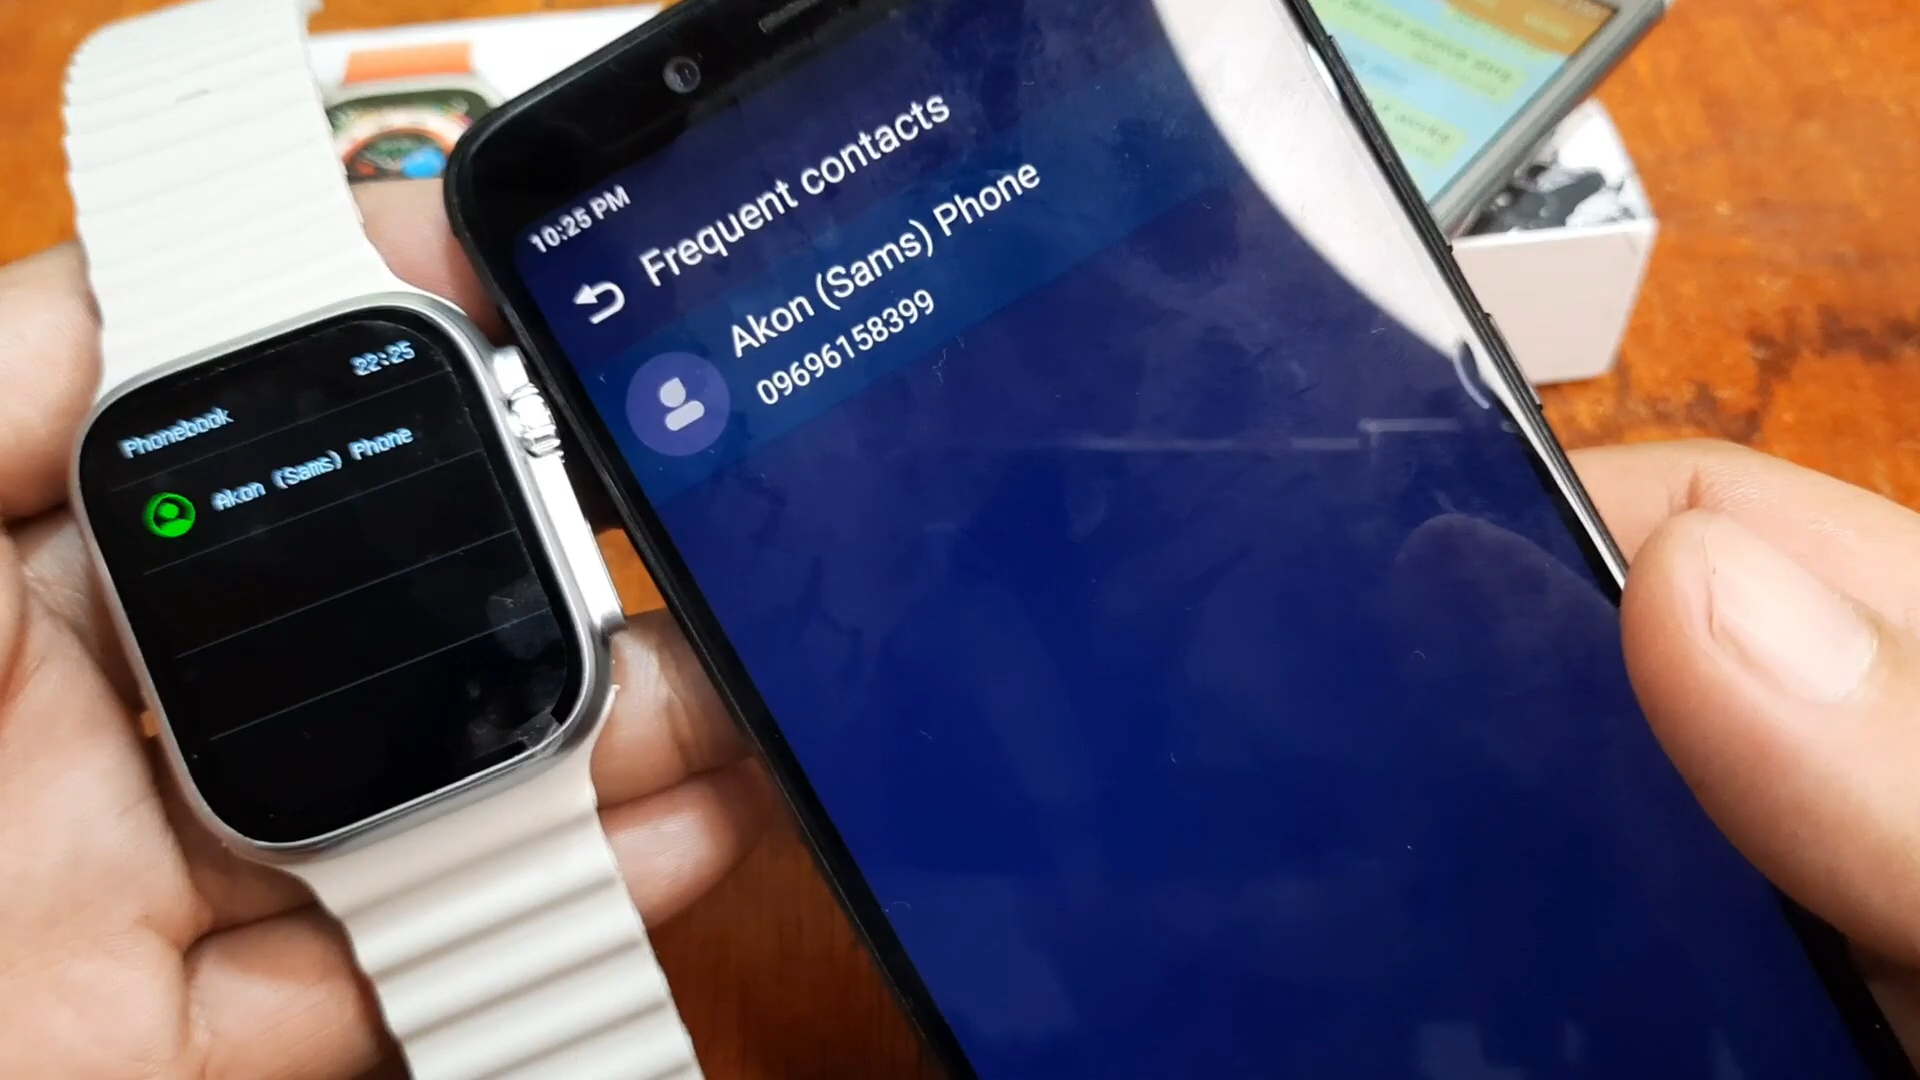 10:25 PM
Frequent contacts
Akon (Sams) Phone
09696158399
22:25
Phonebook
Akon (Sams) Phone